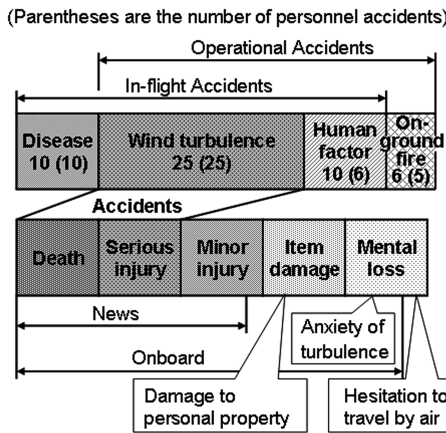 (Parentheses are the number of personnel accidents)
Operational Accidents
In-flight Accidents
Disease
10 (10)
Wind turbulence
25 (25)
Human
factor
10 (6)
On-
ground
fire
6 (5)
Accidents
Death
Serious
injury
Minor
injury
Item
damage
Mental
loss
News
Anxiety of
turbulence
Onboard
Damage to
personal property
Hesitation to
travel by air